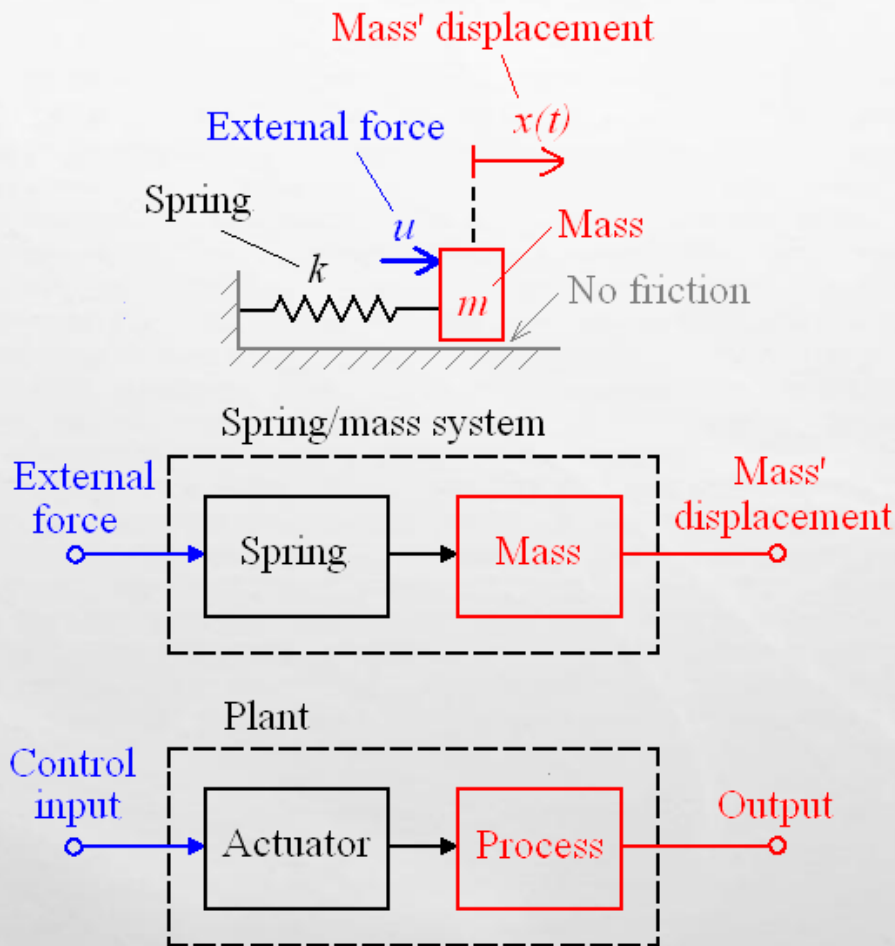 Mass' displacement
x(t)
External force
Spring
u
Mass
k
No friction
m
Spring/mass system
External
force
Mass'
displacement
Spring
Mass
Plant
Control
input
Output
Actuator
Process